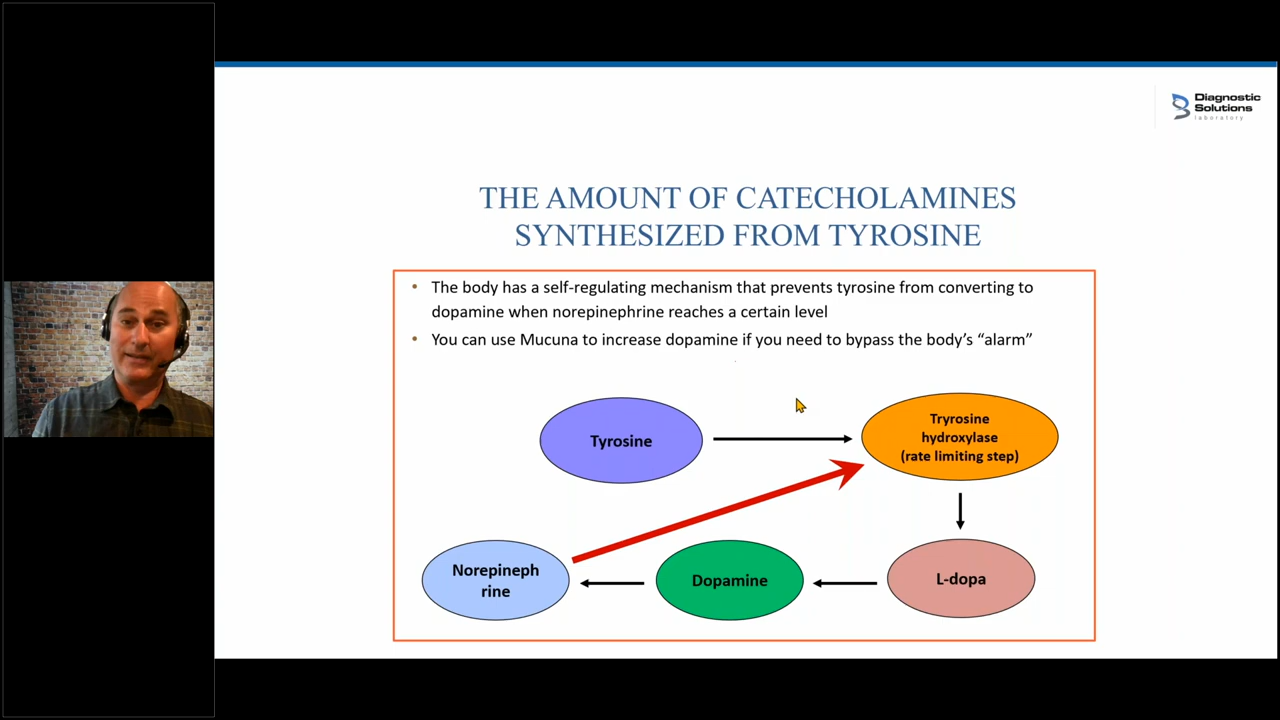 Diagnostic
Solutions
laboratory
THE AMOUNT OF CATECHOLAMINES
SYNTHESIZED FROM TYROSINE
• The body has a self-regulating mechanism that prevents tyrosine from converting to
dopamine when norepinephrine reaches a certain level
• You can use Mucuna to increase dopamine if you need to bypass the body’s “alarm”
Tyrosine
Tryrosine
hydroxylase
(rate limiting step)
Norepineph
rine
Dopamine
L-dopa